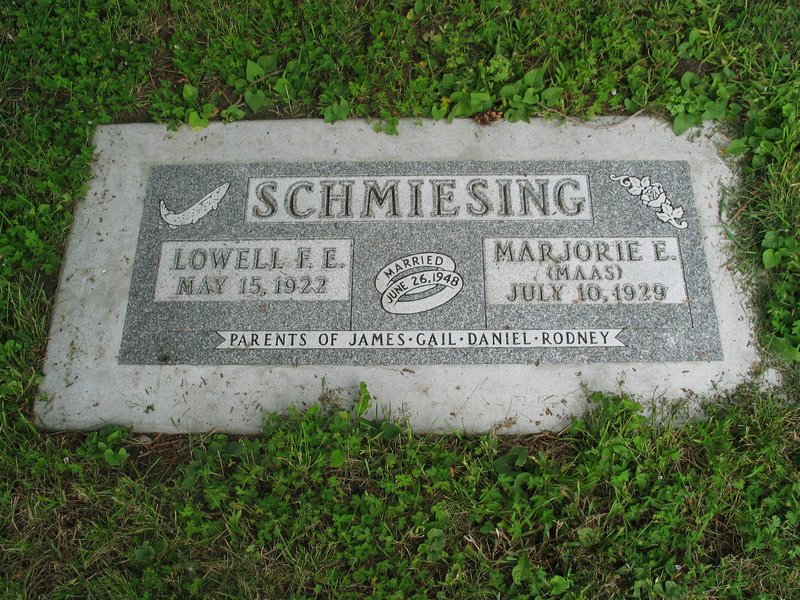 SCHMIESING
LOWELL F. E.
MAY 15, 1922
MARRIED
JUNE 26, 1948
MARJORIE E.
(MAAS)
JULY 10, 1929
PARENTS OF JAMES · GAIL · DANIEL · RODNEY